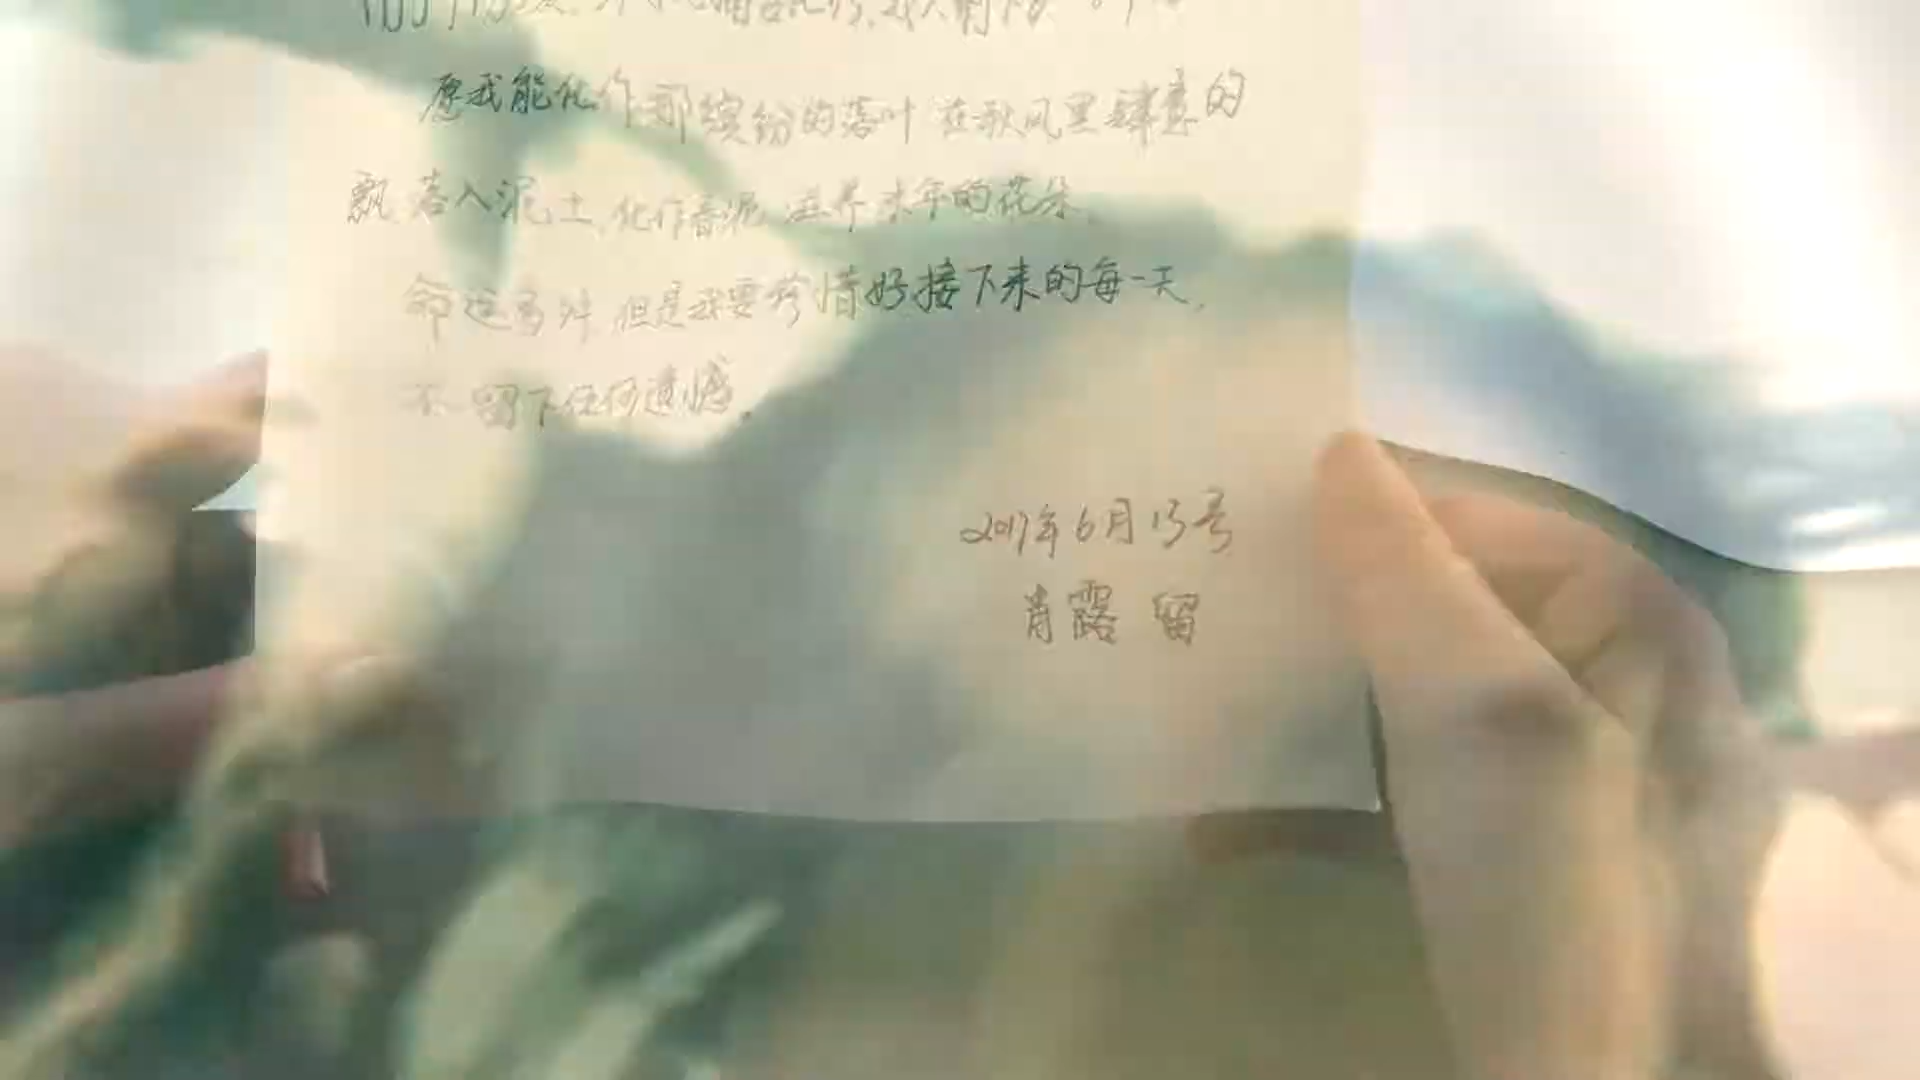 愿我能化作那缤纷的落叶在秋风里肆意的
飘落入泥土,化作春泥滋养来年的花朵.
命运多舛,但是我要珍惜好接下来的每一天,
不留下任何遗憾.
2017年6月15号
肖露 留